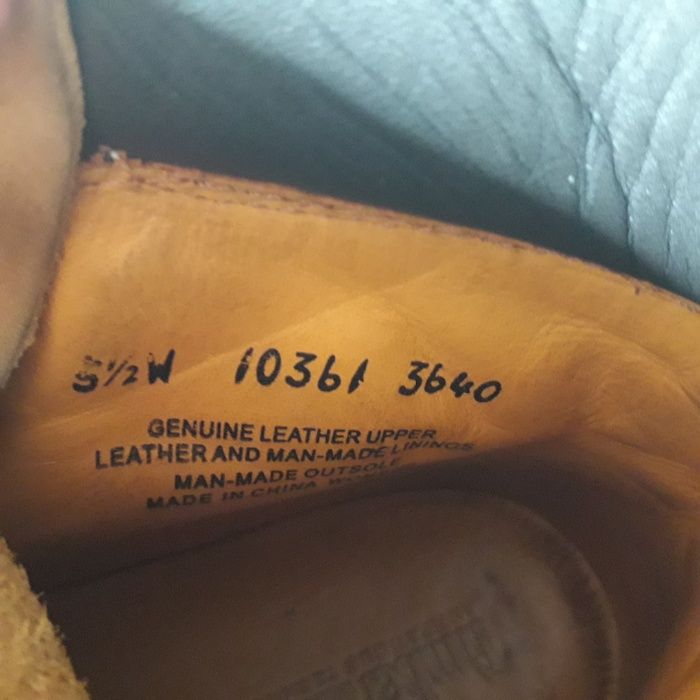 5½W 10361 3640
GENUINE LEATHER UPPER
LEATHER AND MAN-MADE LININGS
MAN-MADE OUTSOLE
MADE IN CHINA